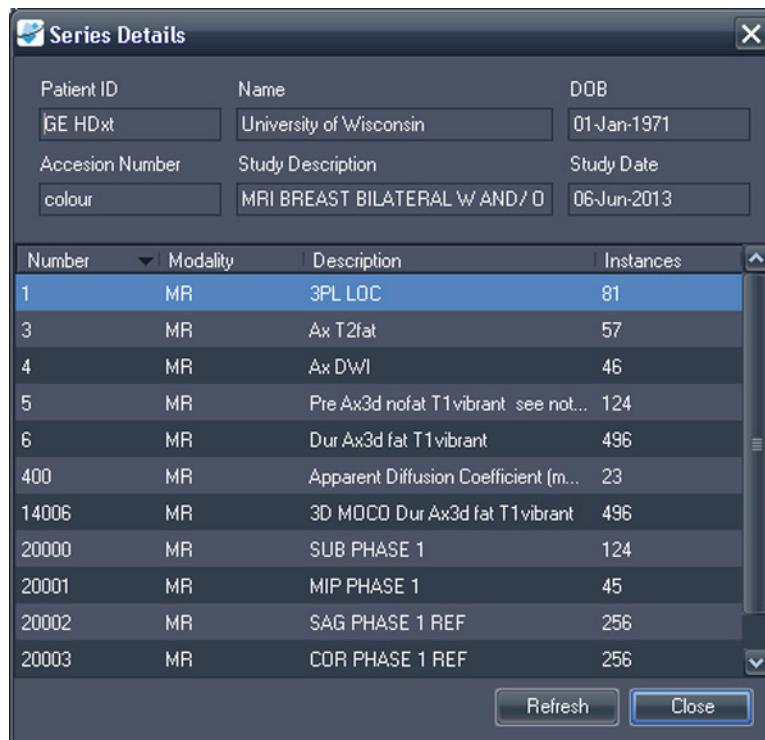 Series Details
Patient ID Name DOB
GE HDxt University of Wisconsin 01-Jan-1971
Accesion Number Study Description Study Date
colour MRI BREAST BILATERAL W AND/ O 06-Jun-2013
Number Modality Description Instances
1 MR 3PL LOC 81
3 MR Ax T2fat 57
4 MR Ax DWI 46
5 MR Pre Ax3d nofat T1vibrant see not... 124
6 MR Dur Ax3d fat T1vibrant 496
400 MR Apparent Diffusion Coefficient (m... 23
14006 MR 3D MOCO Dur Ax3d fat T1vibrant 496
20000 MR SUB PHASE 1 124
20001 MR MIP PHASE 1 45
20002 MR SAG PHASE 1 REF 256
20003 MR COR PHASE 1 REF 256
Refresh Close